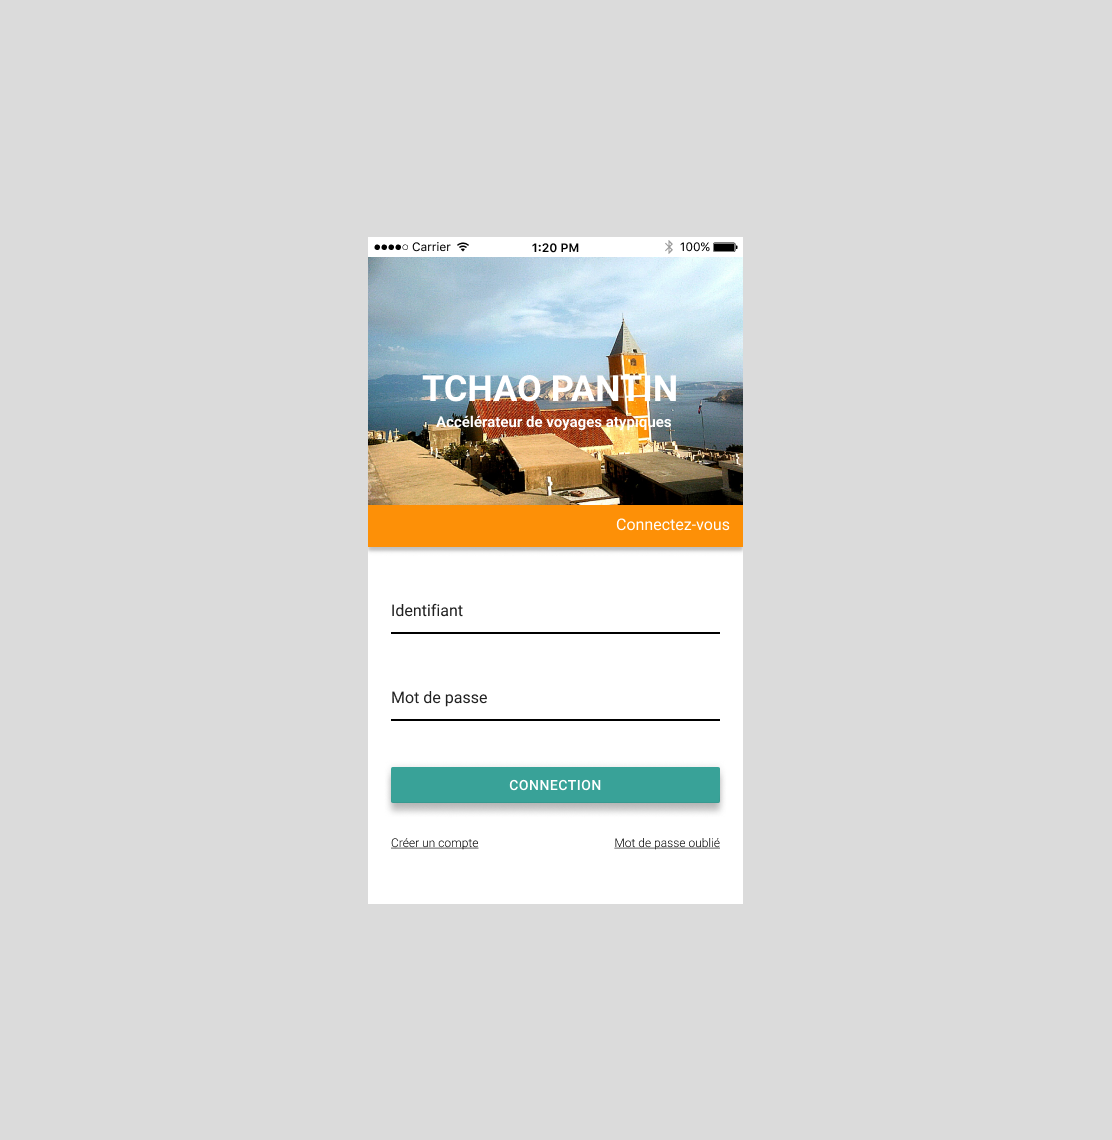 Carrier 1:20 PM 100%
TCHAO PANTIN
Accélérateur de voyages atypiques
Connectez-vous
Identifiant
Mot de passe
CONNECTION
Créer un compte Mot de passe oublié